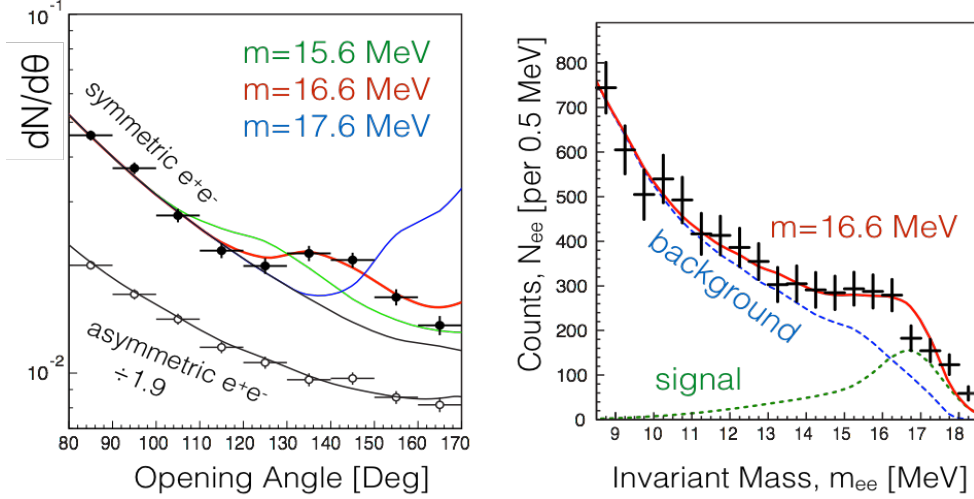 10⁻¹
10⁻²
dN/dθ
m=15.6 MeV
m=16.6 MeV
m=17.6 MeV
symmetric e⁺e⁻
asymmetric e⁺e⁻
÷1.9
80 90 100 110 120 130 140 150 160 170
Opening Angle [Deg]
Counts, Nₑₑ [per 0.5 MeV]
800
700
600
500
400
300
200
100
0
m=16.6 MeV
background
signal
9 10 11 12 13 14 15 16 17 18
Invariant Mass, mₑₑ [MeV]